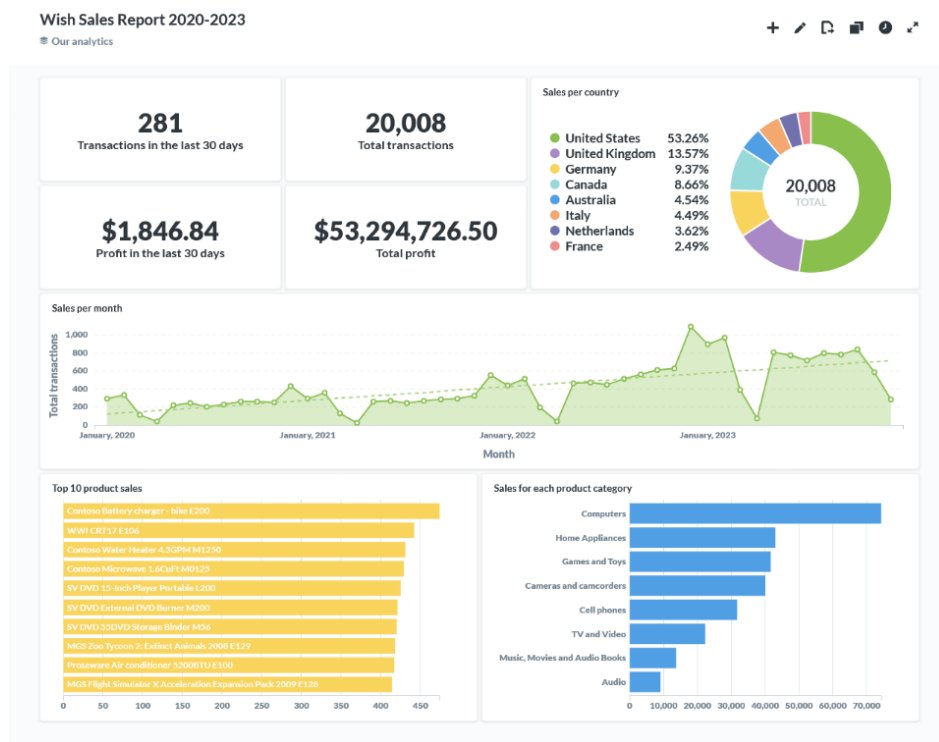 Wish Sales Report 2020-2023
Our analytics
281
Transactions in the last 30 days
20,008
Total transactions
$1,846.84
Profit in the last 30 days
$53,294,726.50
Total profit
Sales per country
United States 53.26%
United Kingdom 13.57%
Germany 9.37%
Canada 8.66%
Australia 4.54%
Italy 4.49%
Netherlands 3.62%
France 2.49%
20,008
TOTAL
Sales per month
Total transactions
1,000
800
600
400
200
0
January, 2020 January, 2021 January, 2022 January, 2023
Month
Top 10 product sales
Contoso Battery charger - bike E200
WWI CRT17 E106
Contoso Water Heater 4.3GPM M1250
Contoso Microwave 1.6CuFt M0125
SV DVD 15-Inch Player Portable L200
SV DVD External DVD Burner M200
SV DVD 55DVD Storage Binder M56
MGS Zoo Tycoon 2: Extinct Animals 2008 E129
Proseware Air conditioner 5200BTU E100
MGS Flight Simulator X Acceleration Expansion Pack 2009 E128
0 50 100 150 200 250 300 350 400 450
Sales for each product category
Computers
Home Appliances
Games and Toys
Cameras and camcorders
Cell phones
TV and Video
Music, Movies and Audio Books
Audio
0 10,000 20,000 30,000 40,000 50,000 60,000 70,000